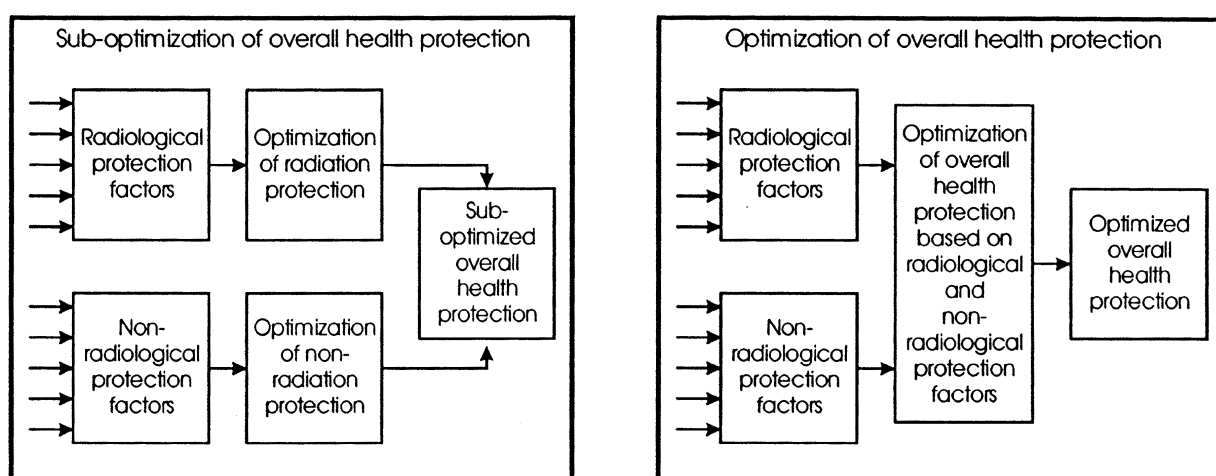 Sub-optimization of overall health protection
Radiological
protection
factors
Optimization
of radiation
protection
Sub-
optimized
overall
health
protection
Non-
radiological
protection
factors
Optimization
of non-
radiation
protection
Optimization of overall health protection
Radiological
protection
factors
Non-
radiological
protection
factors
Optimization
of overall
health
protection
based on
radiological
and
non-
radiological
protection
factors
Optimized
overall
health
protection